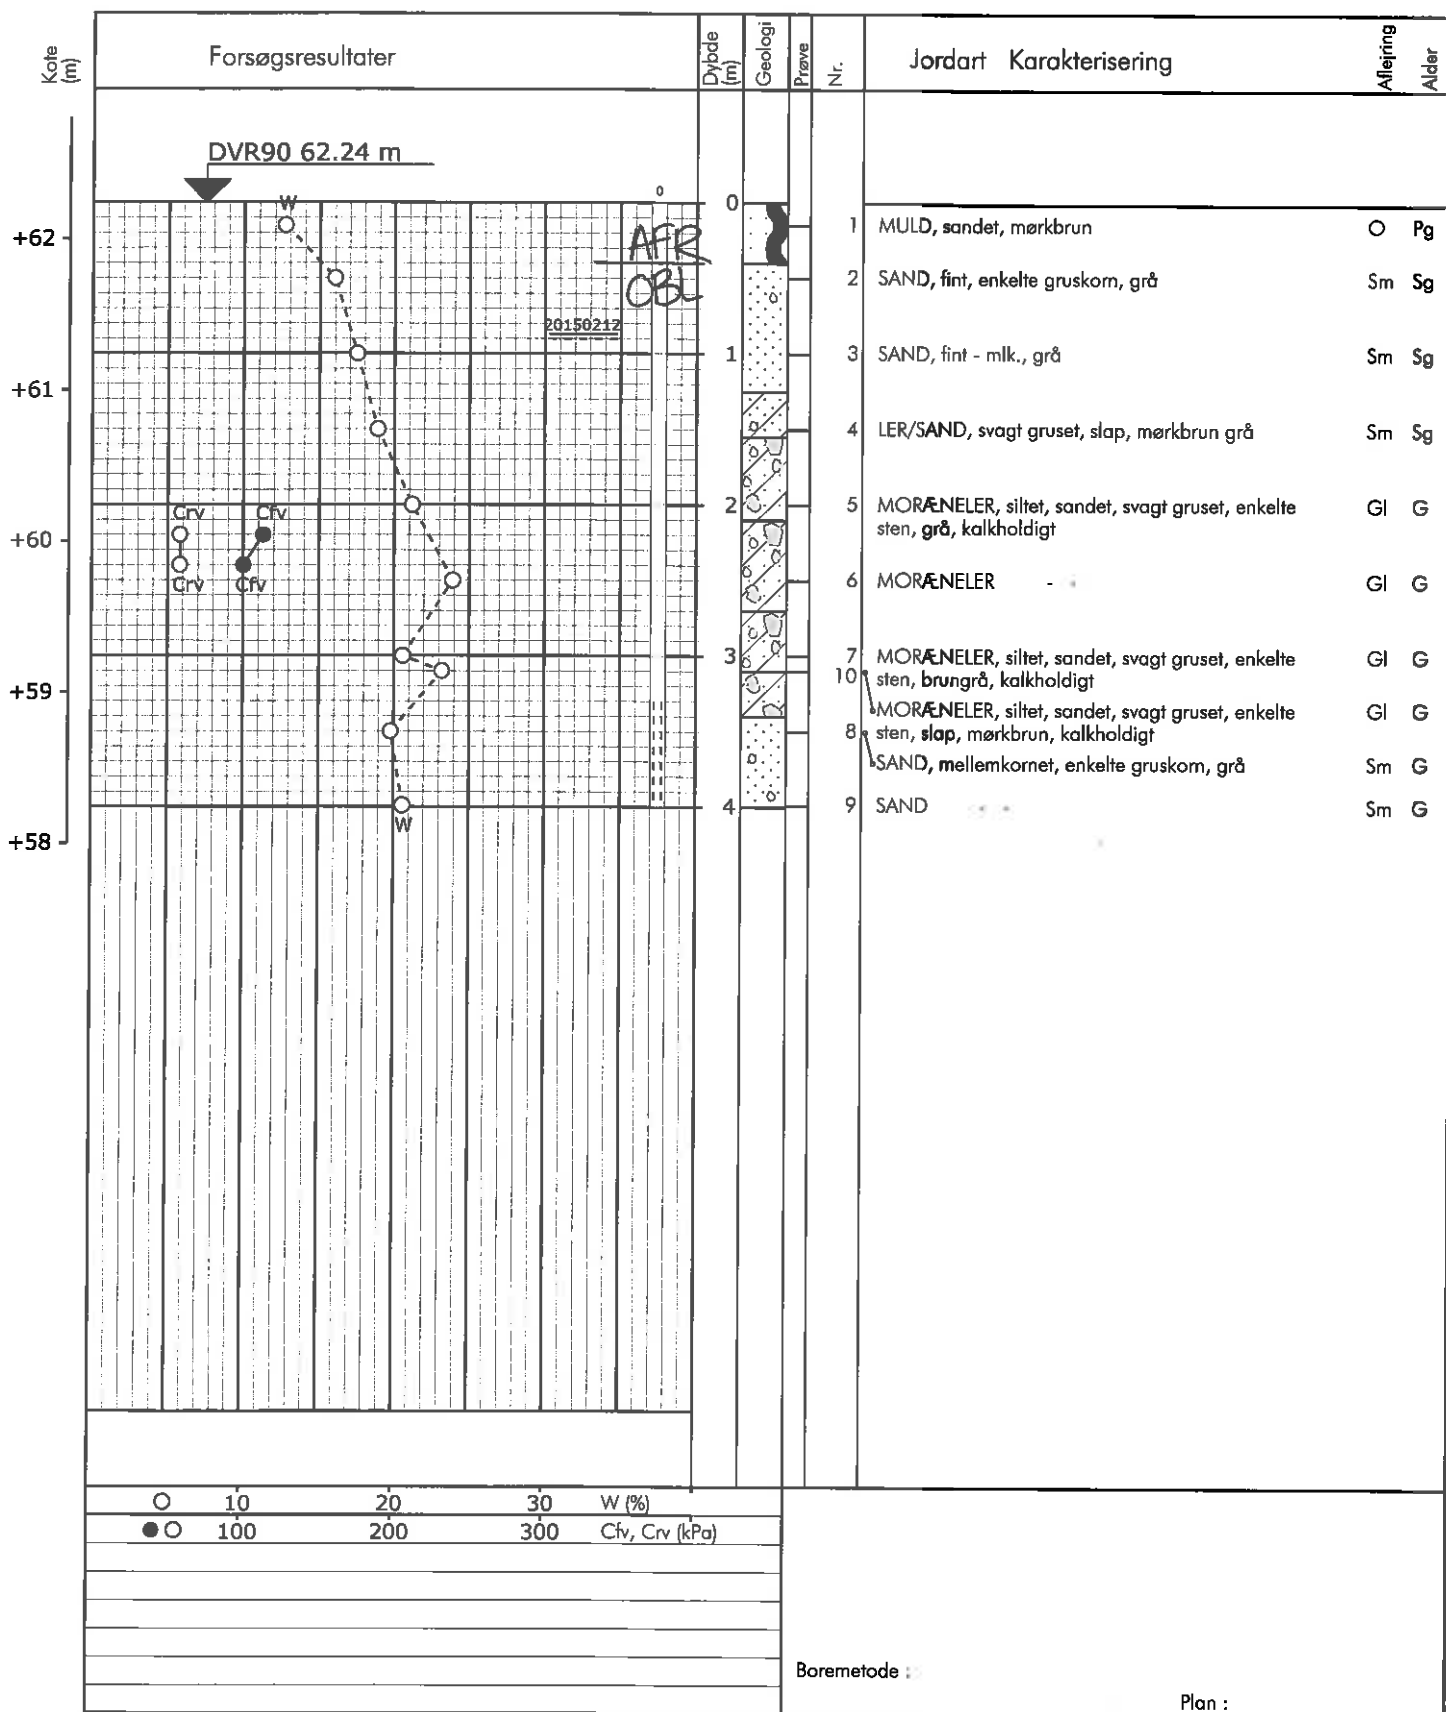 Kote (m)
Forsøgsresultater
Dybde (m)
Geologi
Prøve
Nr.
Jordart Karakterisering
Aflejring
Alder
DVR90 62.24 m
W
0
0
+62
AFR
OBL
1 MULD, sandet, mørkbrun O Pg
2 SAND, fint, enkelte gruskorn, grå Sm Sg
20150212
1
3 SAND, fint - mlk., grå Sm Sg
+61
4 LER/SAND, svagt gruset, slap, mørkbrun grå Sm Sg
2
5 MORÆNELER, siltet, sandet, svagt gruset, enkelte Gl G
sten, grå, kalkholdigt
Crv Cfv
+60
Crv Cfv
6 MORÆNELER - Gl G
3
7 MORÆNELER, siltet, sandet, svagt gruset, enkelte Gl G
sten, brungrå, kalkholdigt
10
+59
MORÆNELER, siltet, sandet, svagt gruset, enkelte Gl G
sten, slap, mørkbrun, kalkholdigt
8
SAND, mellemkornet, enkelte gruskorn, grå Sm G
4
9 SAND Sm G
W
+58
10 20 30 W (%)
100 200 300 Cfv, Crv (kPa)
Boremetode :
Plan :